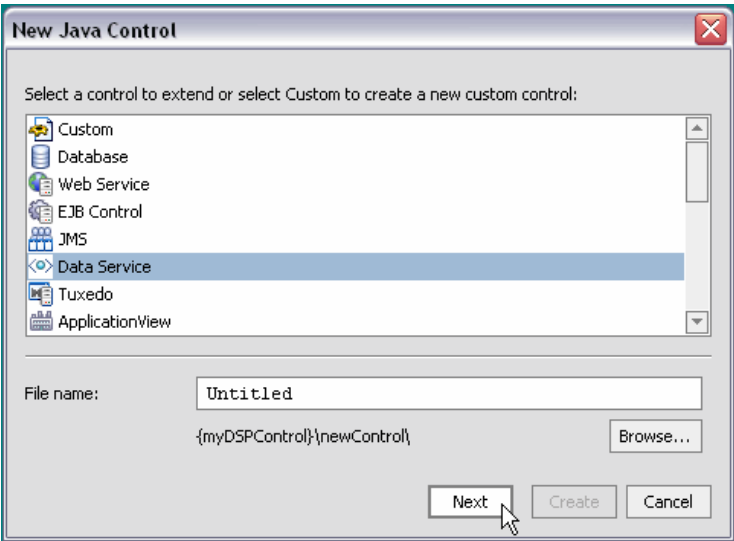 New Java Control
Select a control to extend or select Custom to create a new custom control:
Custom
Database
Web Service
EJB Control
JMS
Data Service
Tuxedo
ApplicationView
File name:
Untitled
{myDSPControl}\newControl\
Browse...
Next
Create
Cancel